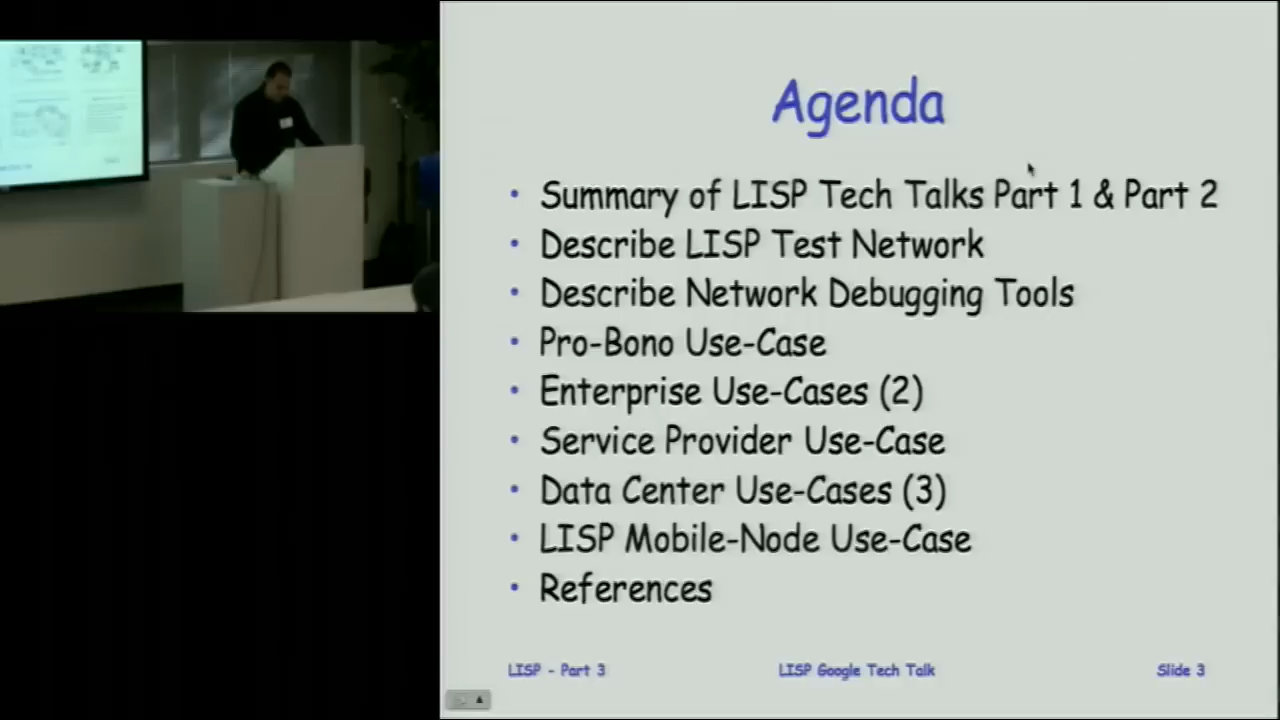 Agenda
• Summary of LISP Tech Talks Part 1 & Part 2
• Describe LISP Test Network
• Describe Network Debugging Tools
• Pro-Bono Use-Case
• Enterprise Use-Cases (2)
• Service Provider Use-Case
• Data Center Use-Cases (3)
• LISP Mobile-Node Use-Case
• References
LISP - Part 3 LISP Google Tech Talk Slide 3